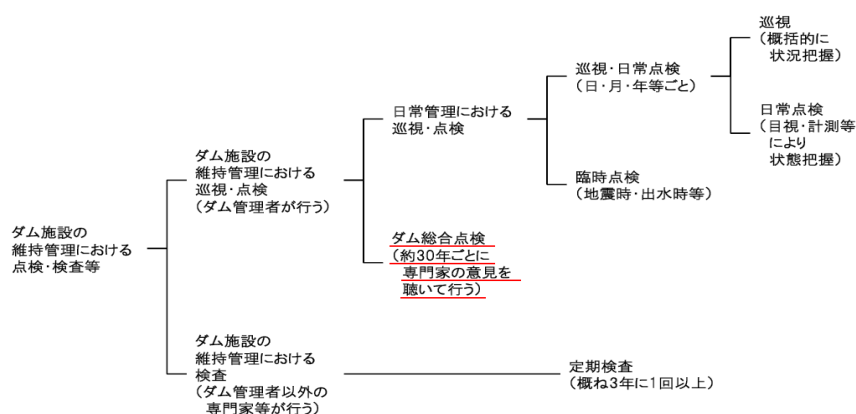 ダム施設の
維持管理における
点検・検査等
ダム施設の
維持管理における
巡視・点検
(ダム管理者が行う)
日常管理における
巡視・点検
巡視・日常点検
(日・月・年等ごと)
巡視
(概括的に
状況把握)
日常点検
(目視・計測等
により
状態把握)
臨時点検
(地震時・出水時等)
ダム総合点検
(約30年ごとに
専門家の意見を
聴いて行う)
ダム施設の
維持管理における
検査
(ダム管理者以外の
専門家等が行う)
定期検査
(概ね3年に1回以上)